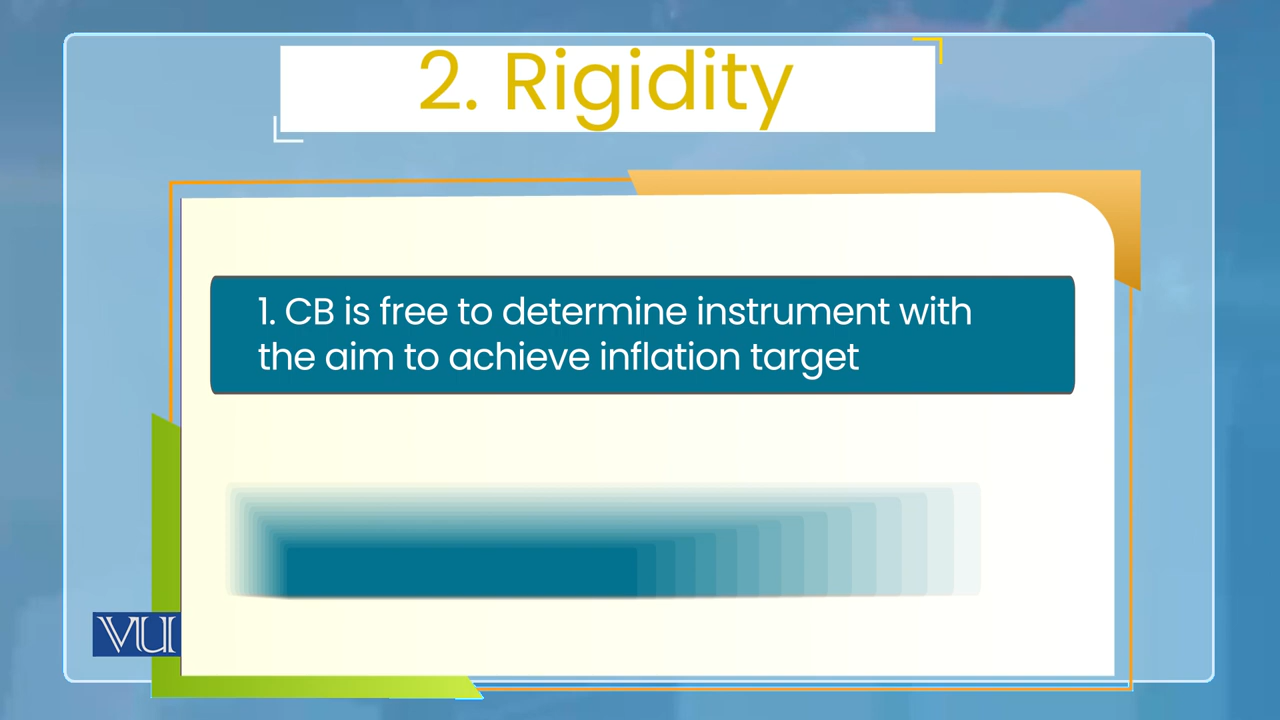 2. Rigidity
1. CB is free to determine instrument with
the aim to achieve inflation target
VU